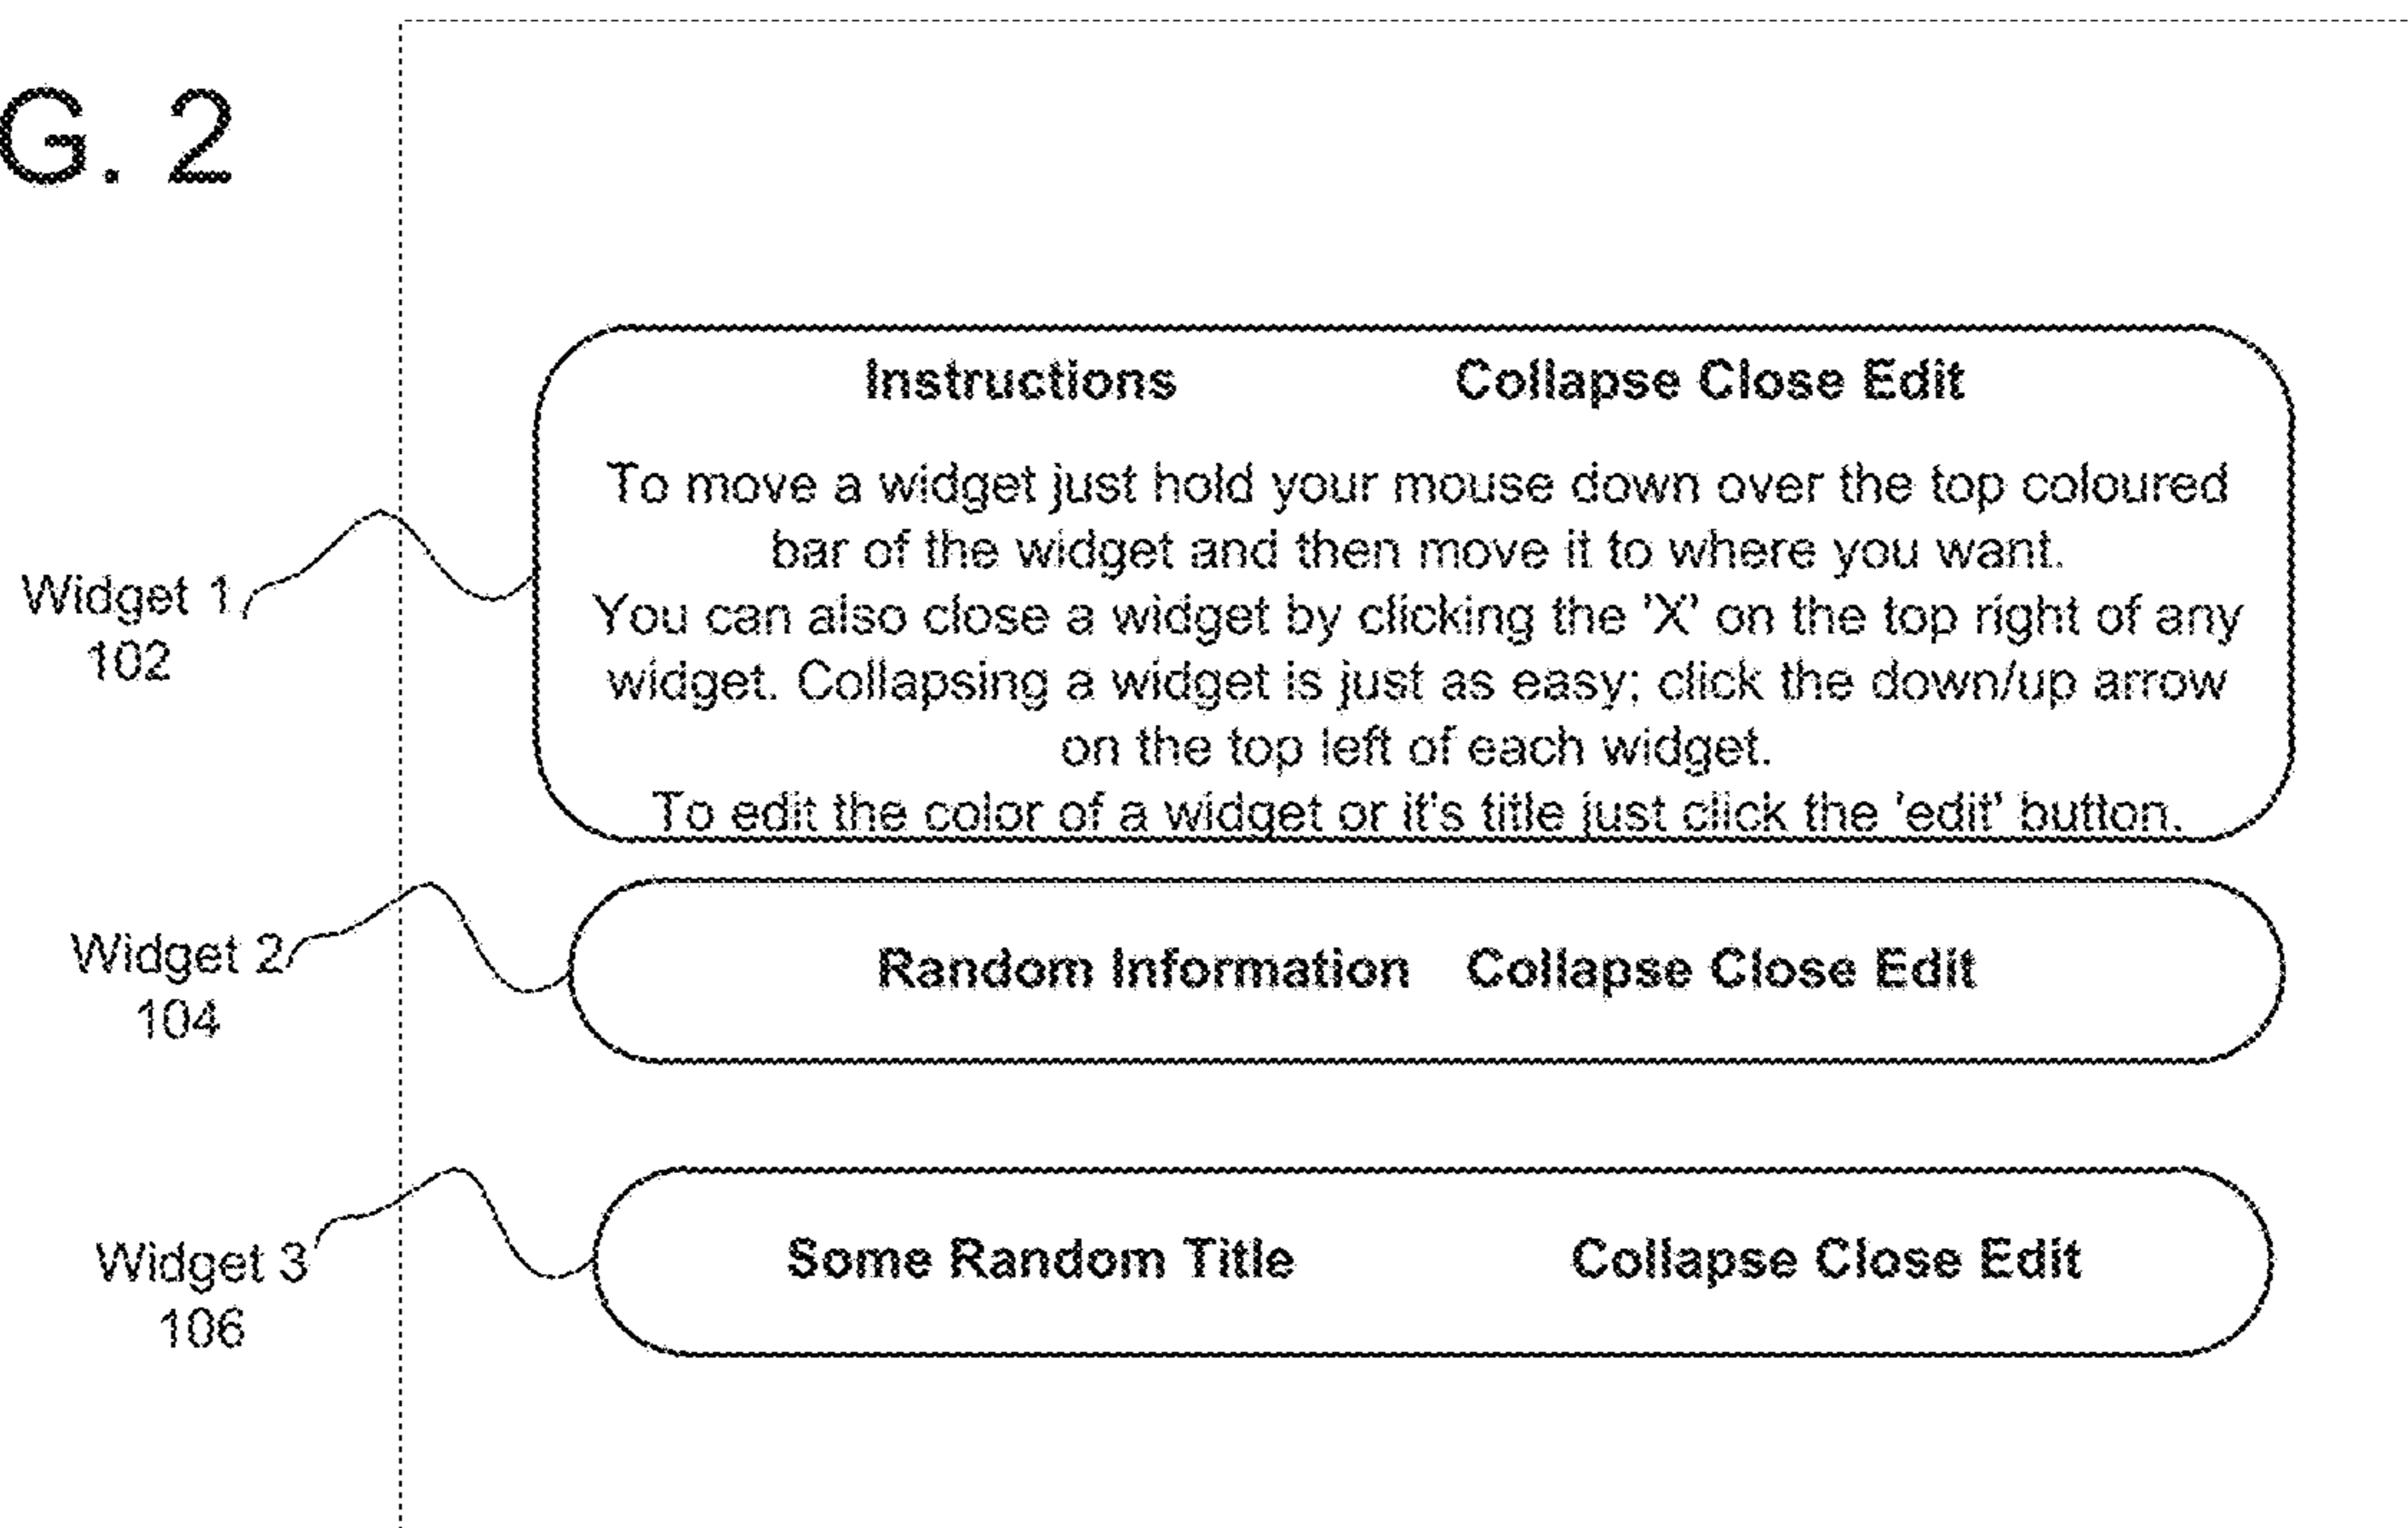 G. 2
Instructions Collapse Close Edit
To move a widget just hold your mouse down over the top coloured
bar of the widget and then move it to where you want.
You can also close a widget by clicking the 'X' on the top right of any
widget. Collapsing a widget is just as easy; click the down/up arrow
on the top left of each widget.
To edit the color of a widget or it's title just click the 'edit' button.
Widget 1
102
Random Information Collapse Close Edit
Widget 2
104
Some Random Title Collapse Close Edit
Widget 3
106